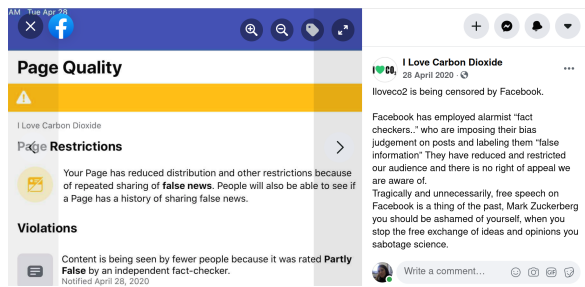 AM Tue Apr 28
Page Quality
I Love Carbon Dioxide
Page Restrictions
Your Page has reduced distribution and other restrictions because
of repeated sharing of false news. People will also be able to see if
a Page has a history of sharing false news.
Violations
Content is being seen by fewer people because it was rated Partly
False by an independent fact-checker.
Notified April 28, 2020
I CO₂
I Love Carbon Dioxide
28 April 2020 ·
Iloveco2 is being censored by Facebook.
Facebook has employed alarmist “fact
checkers..” who are imposing their bias
judgement on posts and labeling them “false
information” They have reduced and restricted
our audience and there is no right of appeal we
are aware of.
Tragically and unnecessarily, free speech on
Facebook is a thing of the past, Mark Zuckerberg
you should be ashamed of yourself, when you
stop the free exchange of ideas and opinions you
sabotage science.
Write a comment…
GIF